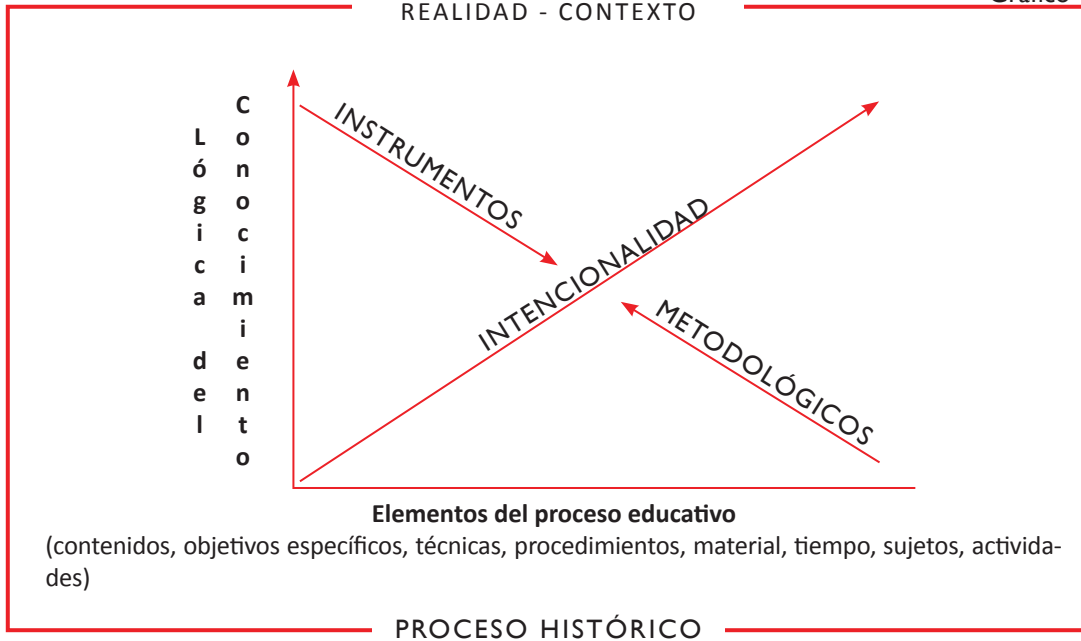 Gráfico
REALIDAD - CONTEXTO
Lógica del
Conocimiento
INSTRUMENTOS
INTENCIONALIDAD
METODOLÓGICOS
Elementos del proceso educativo
(contenidos, objetivos específicos, técnicas, procedimientos, material, tiempo, sujetos, activida-
des)
PROCESO HISTÓRICO